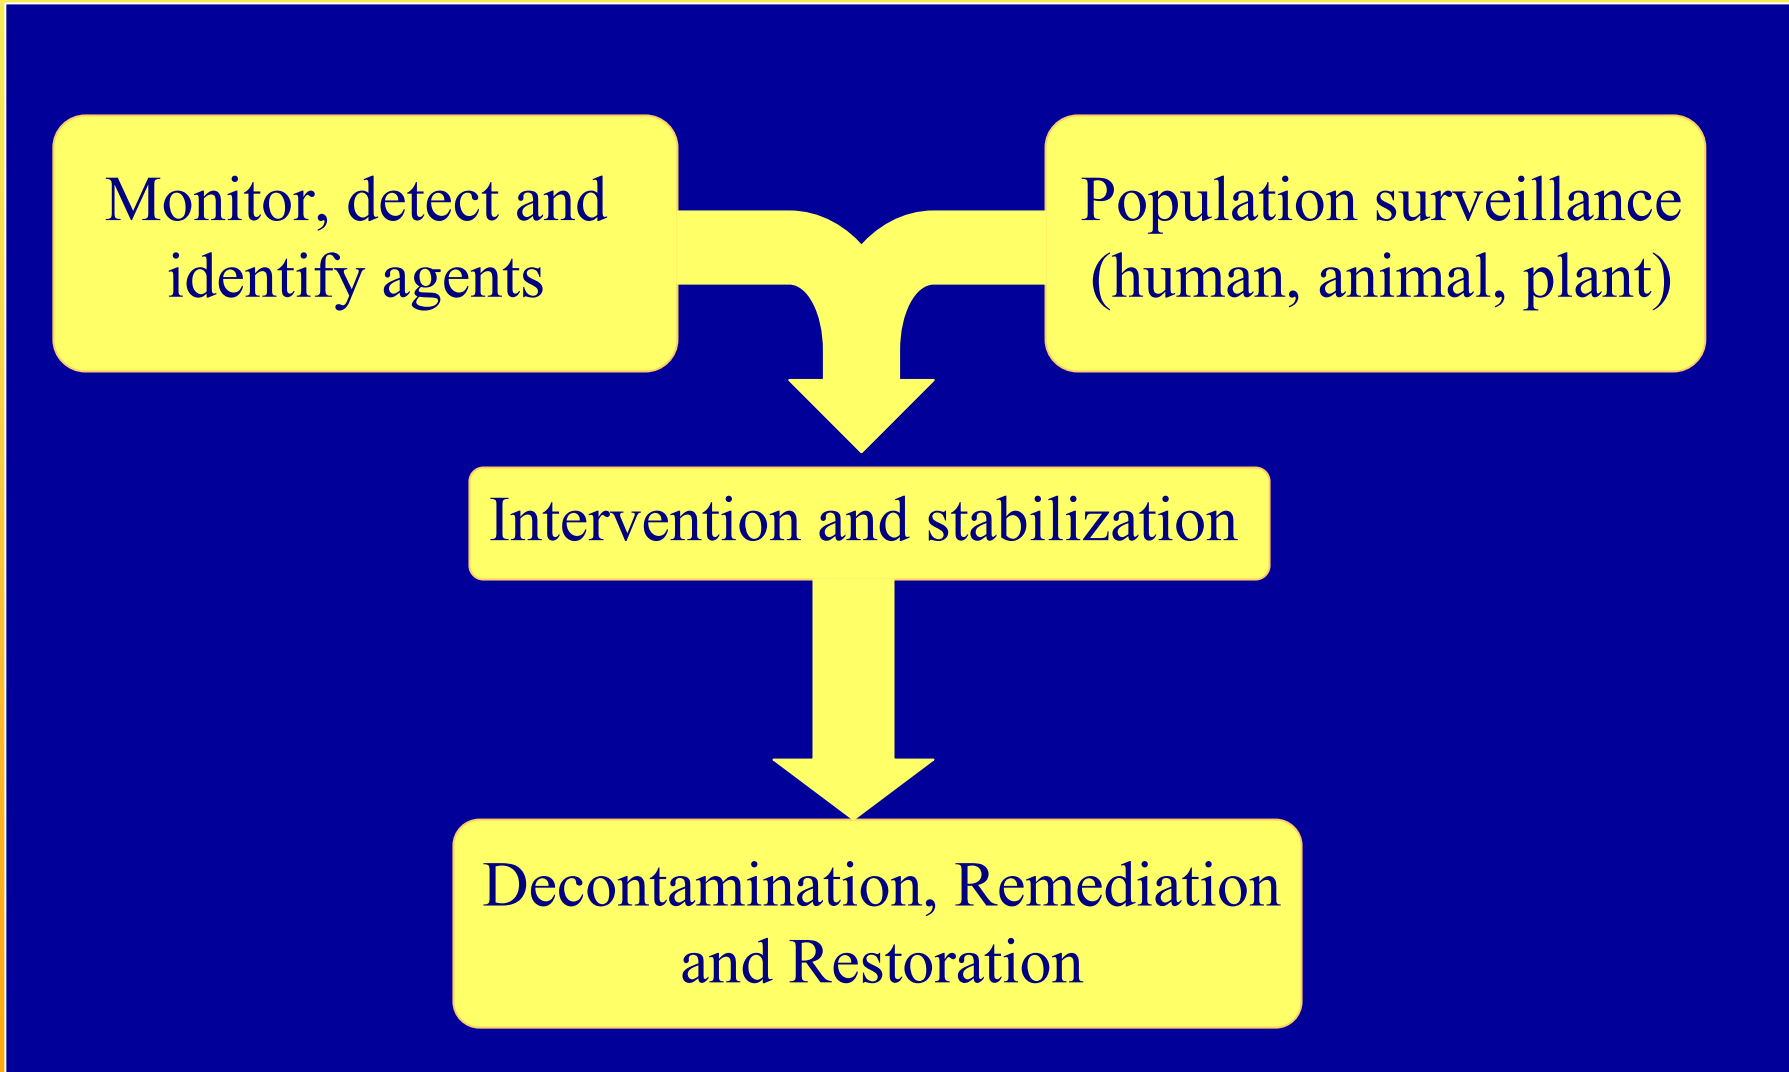 Monitor, detect and
identify agents
Population surveillance
(human, animal, plant)
Intervention and stabilization
Decontamination, Remediation
and Restoration